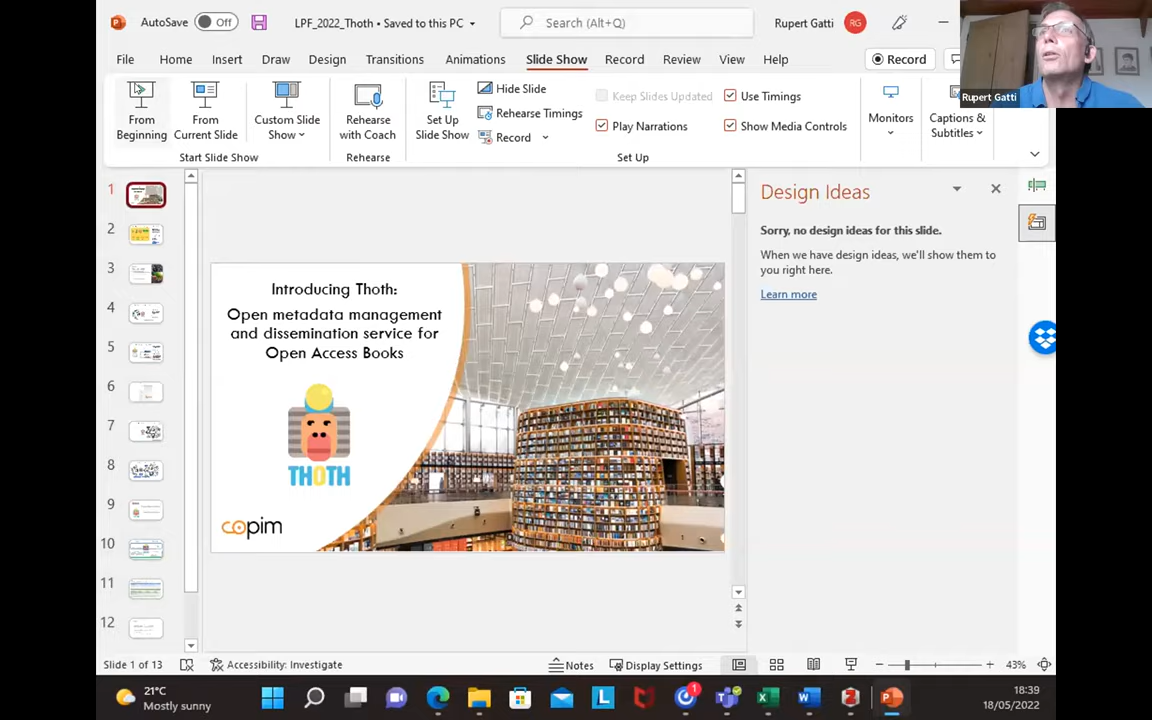 AutoSave Off LPF_2022_Thoth • Saved to this PC Search (Alt+Q) Rupert Gatti RG
File Home Insert Draw Design Transitions Animations Slide Show Record Review View Help Record
Rupert Gatti
From Beginning
From Current Slide
Custom Slide Show
Start Slide Show
Rehearse with Coach
Rehearse
Set Up Slide Show
Hide Slide
Rehearse Timings
Record
Keep Slides Updated
Play Narrations
Use Timings
Show Media Controls
Set Up
Monitors
Captions & Subtitles
1
2
3
4
5
6
7
8
9
10
11
12
Introducing Thoth:
Open metadata management
and dissemination service for
Open Access Books
THOTH
copim
Design Ideas
Sorry, no design ideas for this slide.
When we have design ideas, we'll show them to
you right here.
Learn more
Slide 1 of 13 Accessibility: Investigate Notes Display Settings 43%
21°C
Mostly sunny
L
1
18:39
18/05/2022